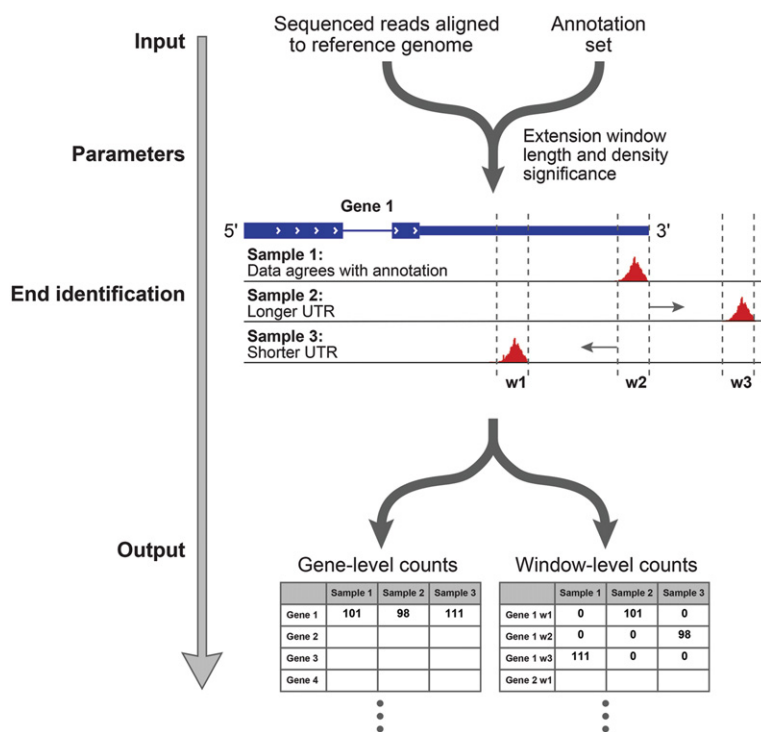 Input
Sequenced reads aligned
to reference genome
Annotation
set
Parameters
Extension window
length and density
significance
Gene 1
5'
3'
End identification
Sample 1:
Data agrees with annotation
Sample 2:
Longer UTR
Sample 3:
Shorter UTR
w1 w2 w3
Output
Gene-level counts
Sample 1 Sample 2 Sample 3
Gene 1 101 98 111
Gene 2
Gene 3
Gene 4
Window-level counts
Sample 1 Sample 2 Sample 3
Gene 1 w1 0 101 0
Gene 1 w2 0 0 98
Gene 1 w3 111 0 0
Gene 2 w1